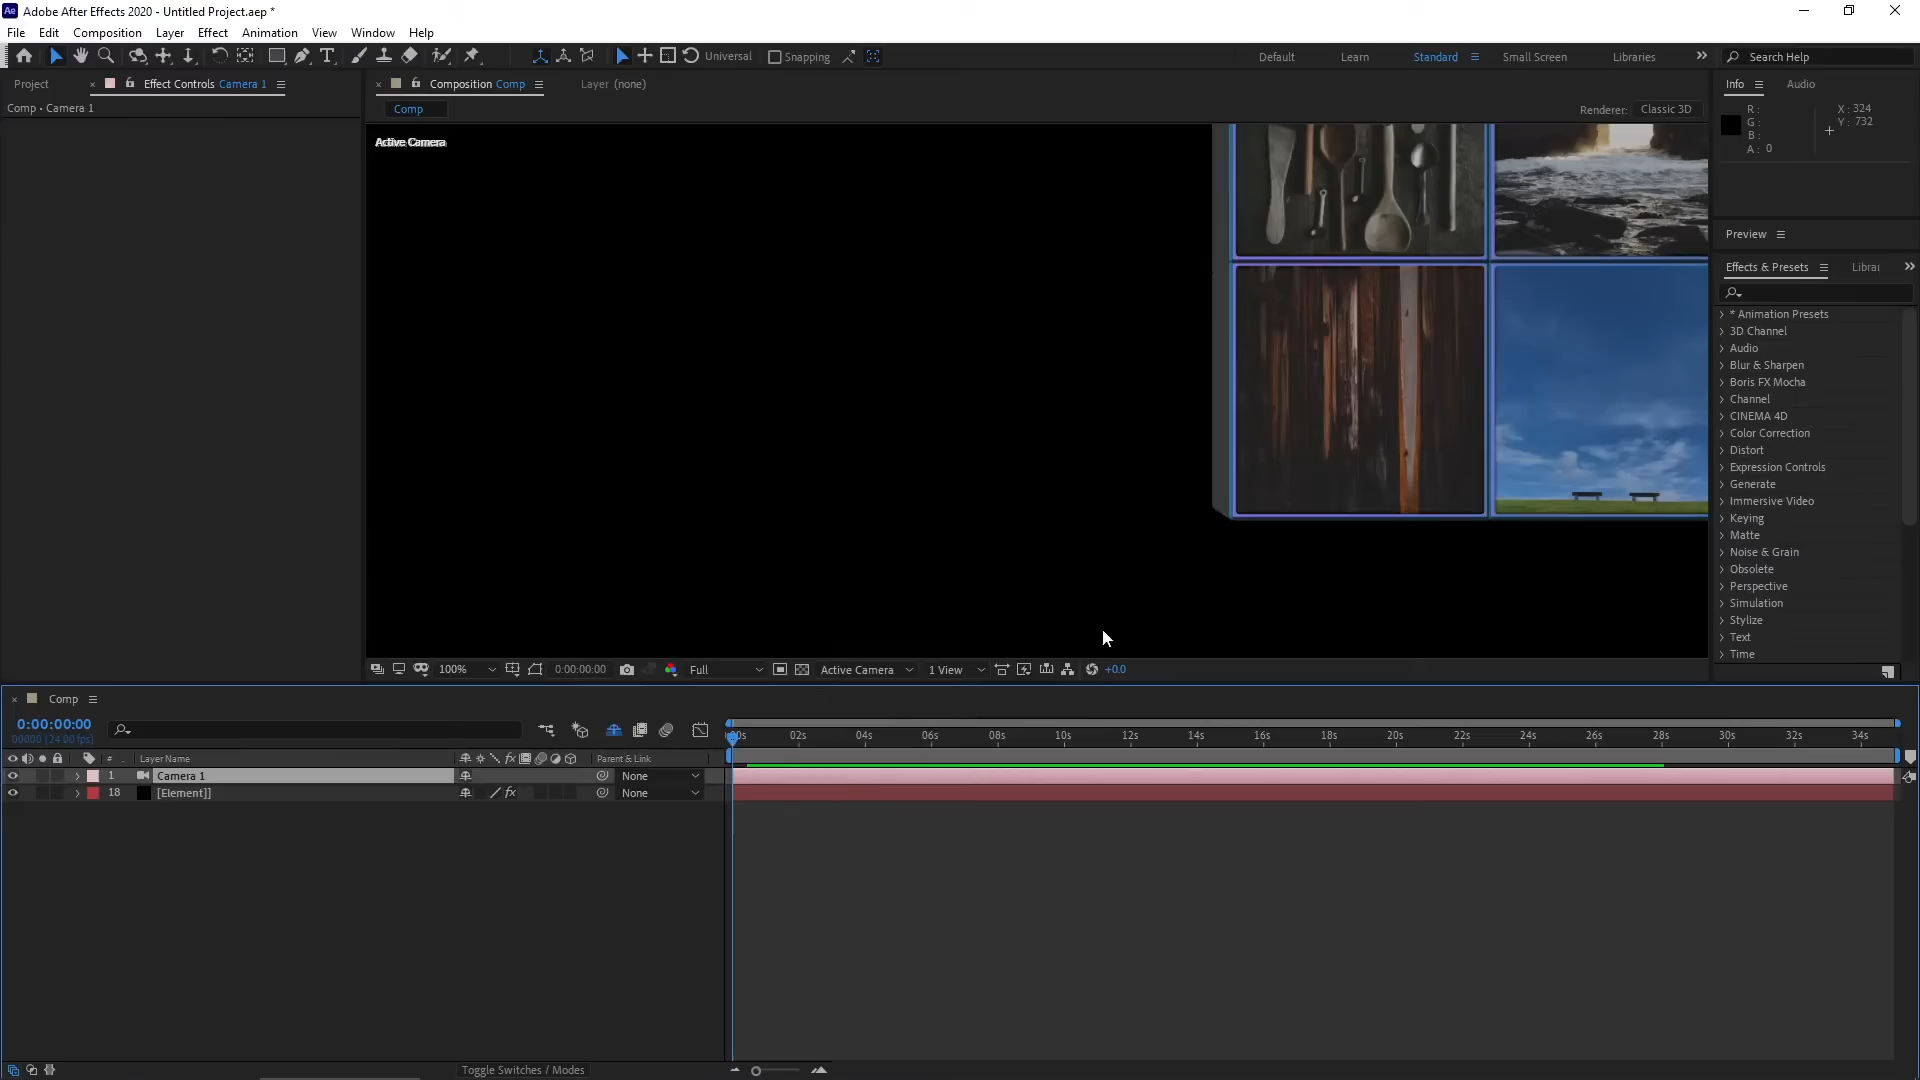 Adobe After Effects 2020 - Untitled Project.aep *
File Edit Composition Layer Effect Animation View Window Help
Universal Snapping Default Learn Standard Small Screen Libraries Search Help
Project Effect Controls Camera 1 Composition Comp Layer (none) Info Audio
Comp • Camera 1 Comp Renderer: Classic 3D
Active Camera
R :
G :
B :
A : 0
X : 324
Y : 732
Preview
Effects & Presets Librar
* Animation Presets
3D Channel
Audio
Blur & Sharpen
Boris FX Mocha
Channel
CINEMA 4D
Color Correction
Distort
Expression Controls
Generate
Immersive Video
Keying
Matte
Noise & Grain
Obsolete
Perspective
Simulation
Stylize
Text
Time
100% 0:00:00:00 Full Active Camera 1 View +0.0
Comp
0:00:00:00
00000 (24.00 fps)
:00s 02s 04s 06s 08s 10s 12s 14s 16s 18s 20s 22s 24s 26s 28s 30s 32s 34s
# . Layer Name Parent & Link
1 Camera 1 None
18 [Element]] None
Toggle Switches / Modes